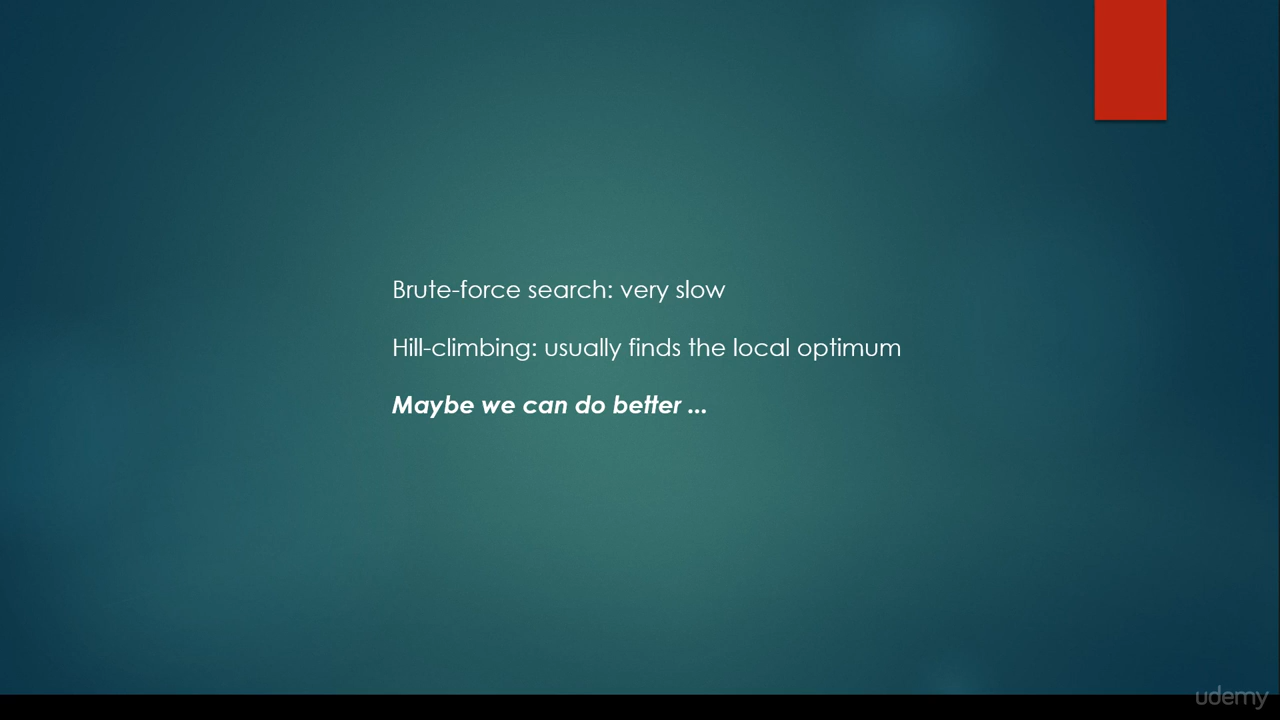 Brute-force search: very slow
Hill-climbing: usually finds the local optimum
Maybe we can do better ...
udemy